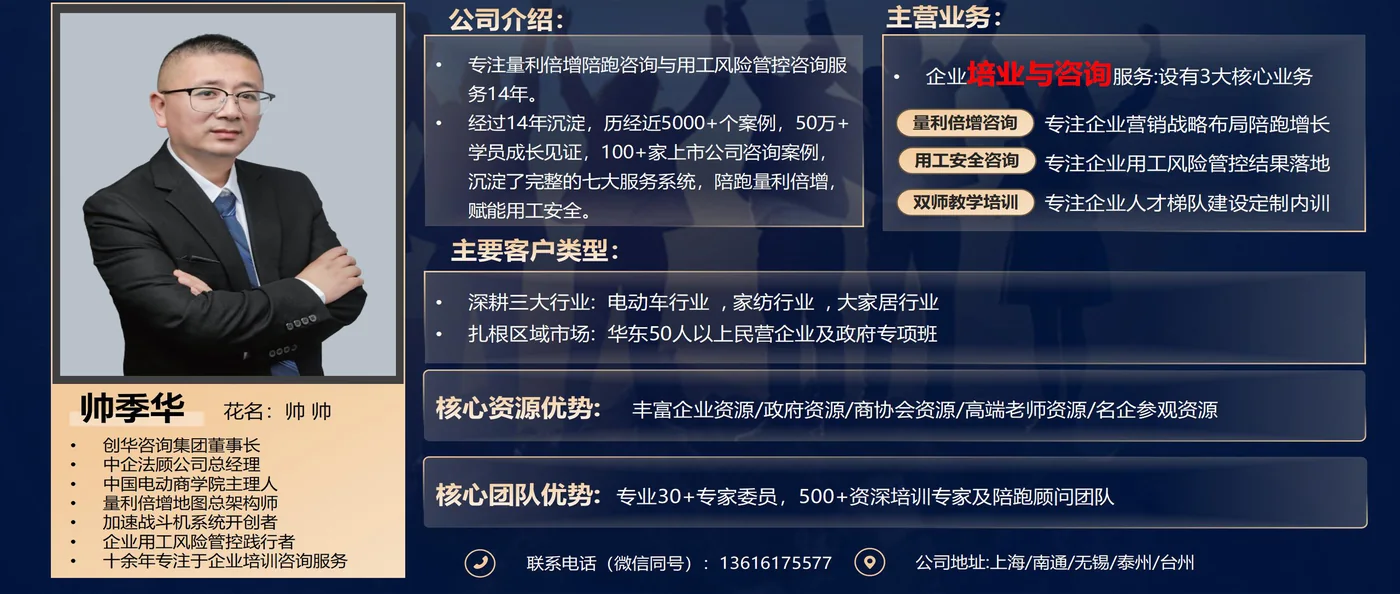 帅季华 花名：帅 帅
• 创华咨询集团董事长
• 中企法顾公司总经理
• 中国电动商学院主理人
• 量利倍增地图总架构师
• 加速战斗机系统开创者
• 企业用工风险管控践行者
• 十余年专注于企业培训咨询服务
公司介绍：
• 专注量利倍增陪跑咨询与用工风险管控咨询服
务14年。
• 经过14年沉淀，历经近5000+个案例，50万+
学员成长见证，100+家上市公司咨询案例，
沉淀了完整的七大服务系统，陪跑量利倍增，
赋能用工安全。
主营业务：
• 企业培业与咨询服务:设有3大核心业务
量利倍增咨询 专注企业营销战略布局陪跑增长
用工安全咨询 专注企业用工风险管控结果落地
双师教学培训 专注企业人才梯队建设定制内训
主要客户类型：
• 深耕三大行业：电动车行业 ，家纺行业 ，大家居行业
• 扎根区域市场：华东50人以上民营企业及政府专项班
核心资源优势: 丰富企业资源/政府资源/商协会资源/高端老师资源/名企参观资源
核心团队优势: 专业30+专家委员，500+资深培训专家及陪跑顾问团队
联系电话（微信同号）：13616175577
公司地址:上海/南通/无锡/泰州/台州